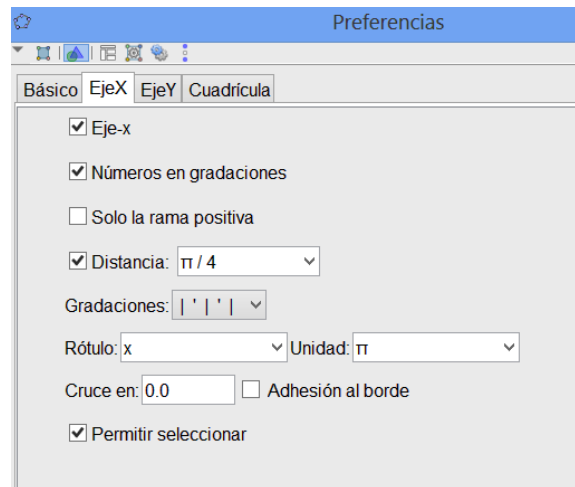 Preferencias
Básico EjeX EjeY Cuadrícula
Eje-x
Números en gradaciones
Solo la rama positiva
Distancia: π / 4
Gradaciones: | ' | ' |
Rótulo: x Unidad: π
Cruce en: 0.0 Adhesión al borde
Permitir seleccionar